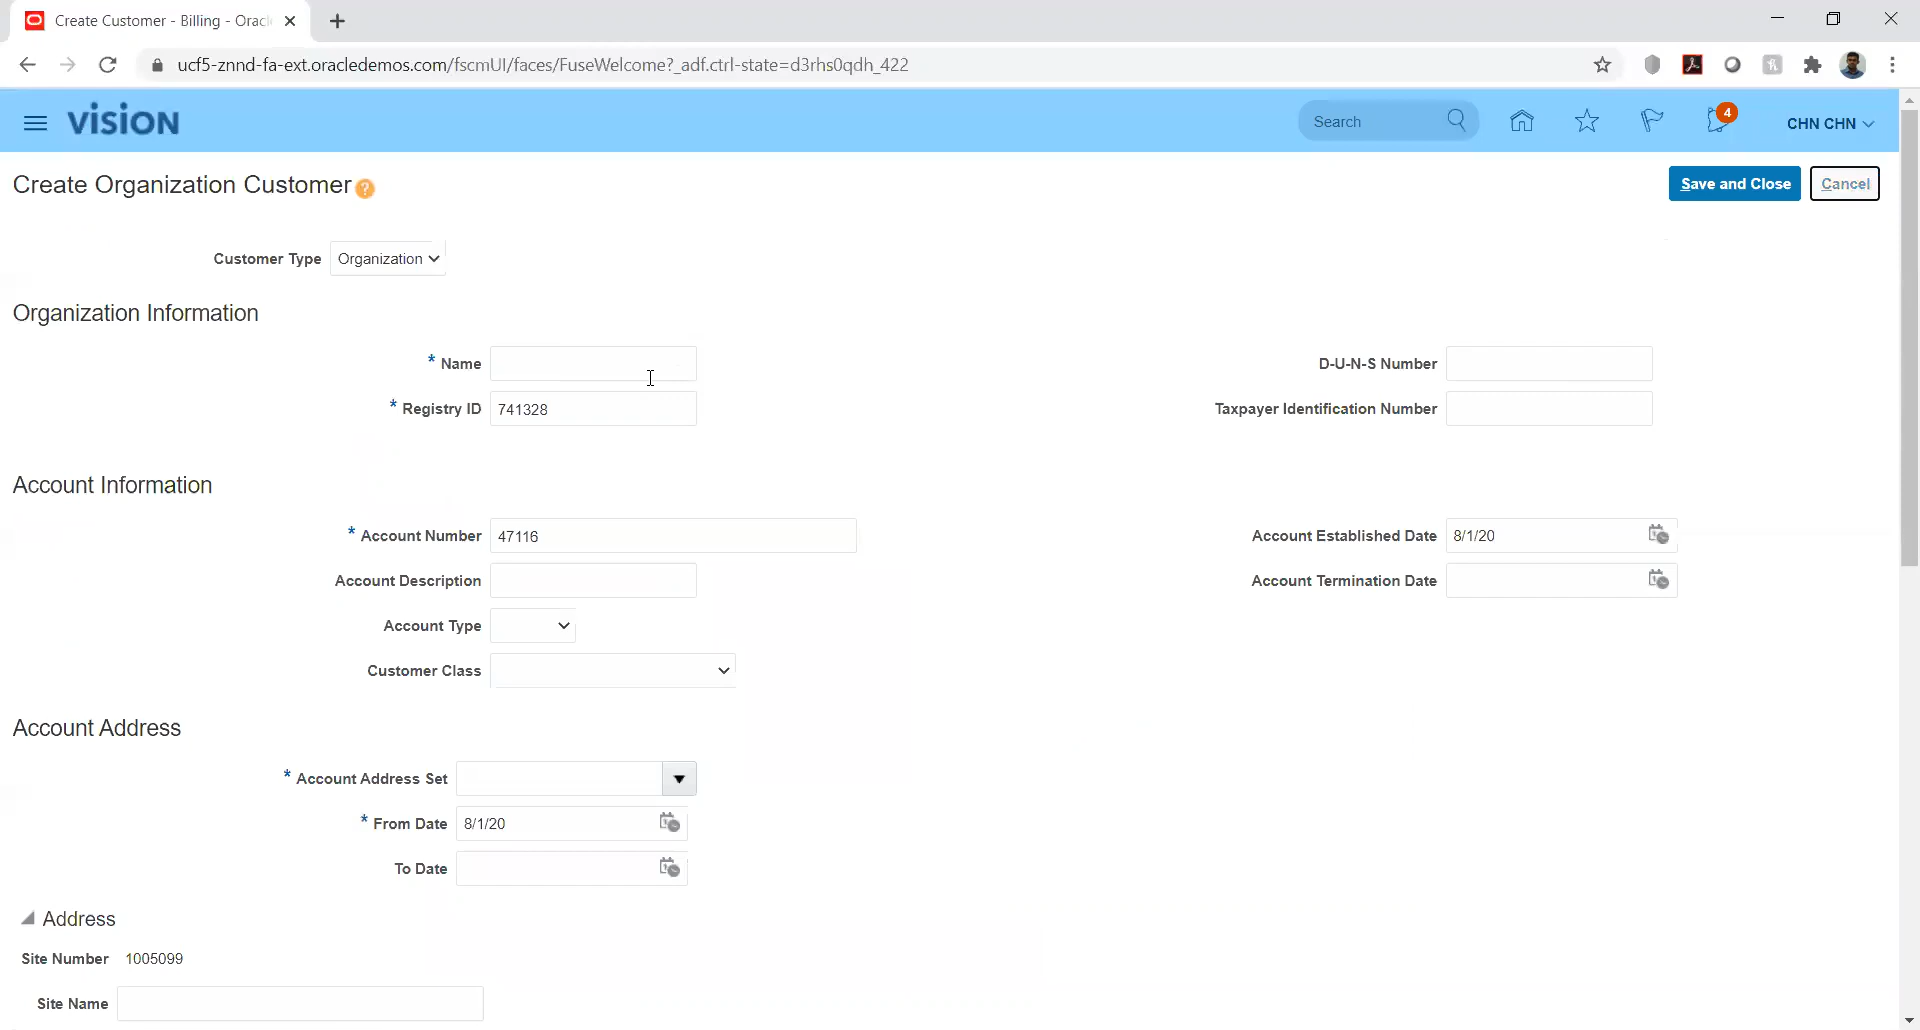 Create Customer - Billing - Oracl
ucf5-znnd-fa-ext.oracledemos.com/fscmUI/faces/FuseWelcome?_adf.ctrl-state=d3rhs0qdh_422
VISION
Search
4
CHN CHN
Create Organization Customer ?
Save and Close
Cancel
Customer Type Organization
Organization Information
* Name
D-U-N-S Number
* Registry ID 741328
Taxpayer Identification Number
Account Information
* Account Number 47116
Account Established Date 8/1/20
Account Description
Account Termination Date
Account Type
Customer Class
Account Address
* Account Address Set
* From Date 8/1/20
To Date
Address
Site Number 1005099
Site Name